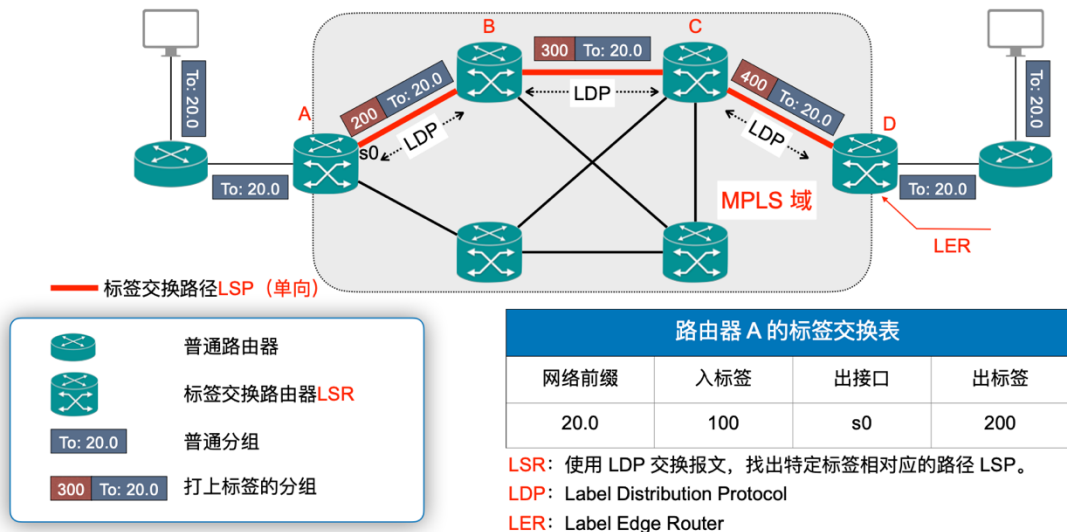 B
C
300 To: 20.0
To: 20.0
200 To: 20.0
LDP
400 To: 20.0
To: 20.0
A
LDP
LDP
D
s0
To: 20.0
MPLS 域
To: 20.0
LER
标签交换路径LSP（单向）
普通路由器
标签交换路由器LSR
To: 20.0 普通分组
300 To: 20.0 打上标签的分组
路由器 A 的标签交换表
网络前缀 入标签 出接口 出标签
20.0 100 s0 200
LSR：使用 LDP 交换报文，找出特定标签相对应的路径 LSP。
LDP：Label Distribution Protocol
LER：Label Edge Router